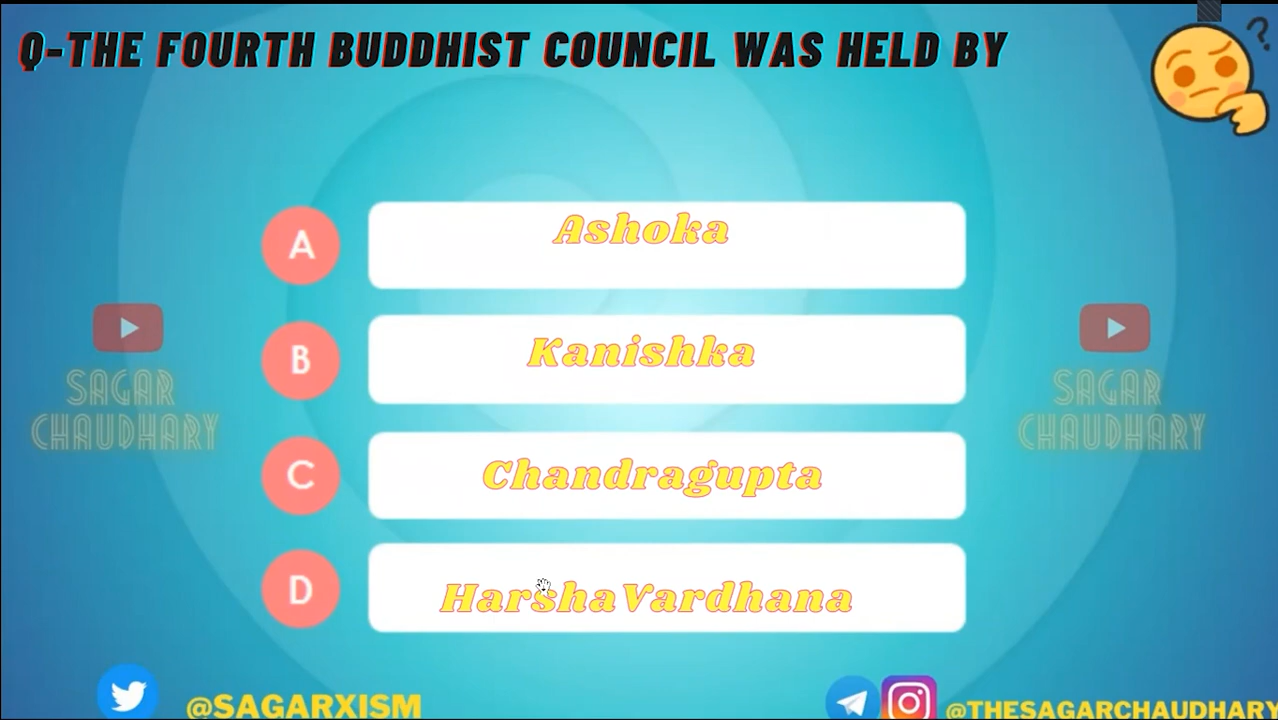 Q-THE FOURTH BUDDHIST COUNCIL WAS HELD BY
?
A
Ashoka
B
Kanishka
C
Chandragupta
D
HarshaVardhana
SAGAR
CHAUDHARY
SAGAR
CHAUDHARY
@SAGARXISM
@THESAGARCHAUDHARY